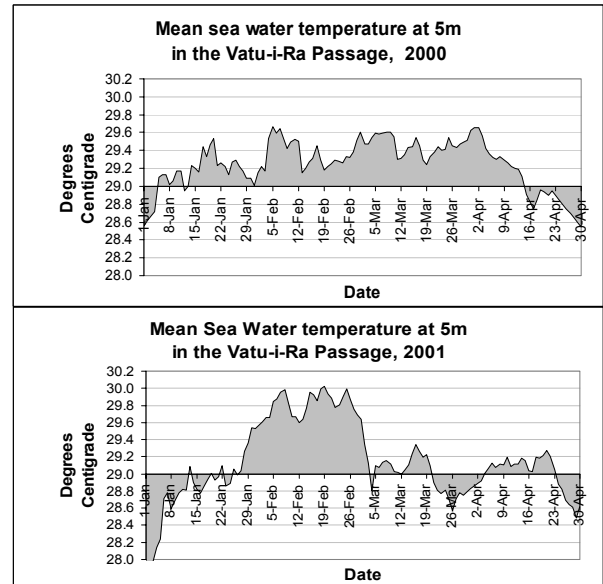 Mean sea water temperature at 5m
in the Vatu-i-Ra Passage, 2000
30.2
30.0
29.8
29.6
29.4
29.2
29.0
28.8
28.6
28.4
28.2
28.0
Degrees
Centigrade
1-Jan
8-Jan
15-Jan
22-Jan
29-Jan
5-Feb
12-Feb
19-Feb
26-Feb
5-Mar
12-Mar
19-Mar
26-Mar
2-Apr
9-Apr
16-Apr
23-Apr
30-Apr
Date
Mean Sea Water temperature at 5m
in the Vatu-i-Ra Passage, 2001
30.2
30.0
29.8
29.6
29.4
29.2
29.0
28.8
28.6
28.4
28.2
28.0
Degrees
Centigrade
1-Jan
8-Jan
15-Jan
22-Jan
29-Jan
5-Feb
12-Feb
19-Feb
26-Feb
5-Mar
12-Mar
19-Mar
26-Mar
2-Apr
9-Apr
16-Apr
23-Apr
30-Apr
Date